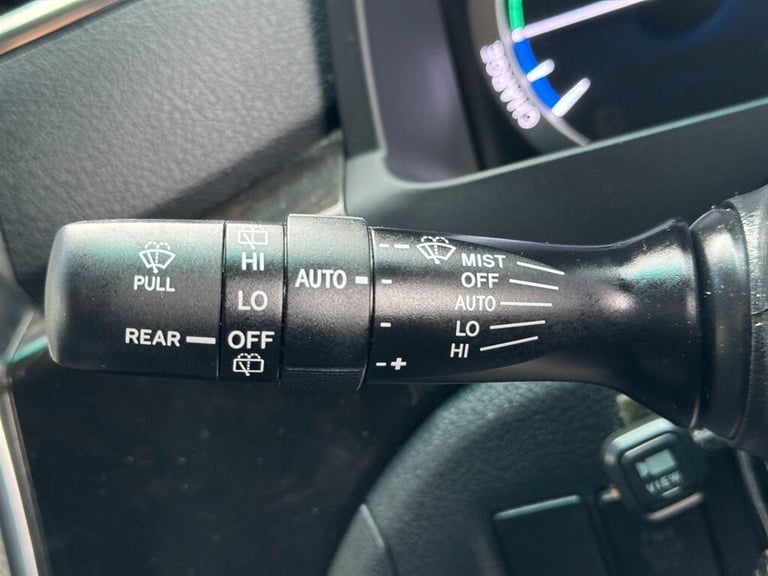 CHARGE
PULL
REAR
HI
LO
OFF
AUTO
- +
MIST
OFF
AUTO
LO
HI
VIEW